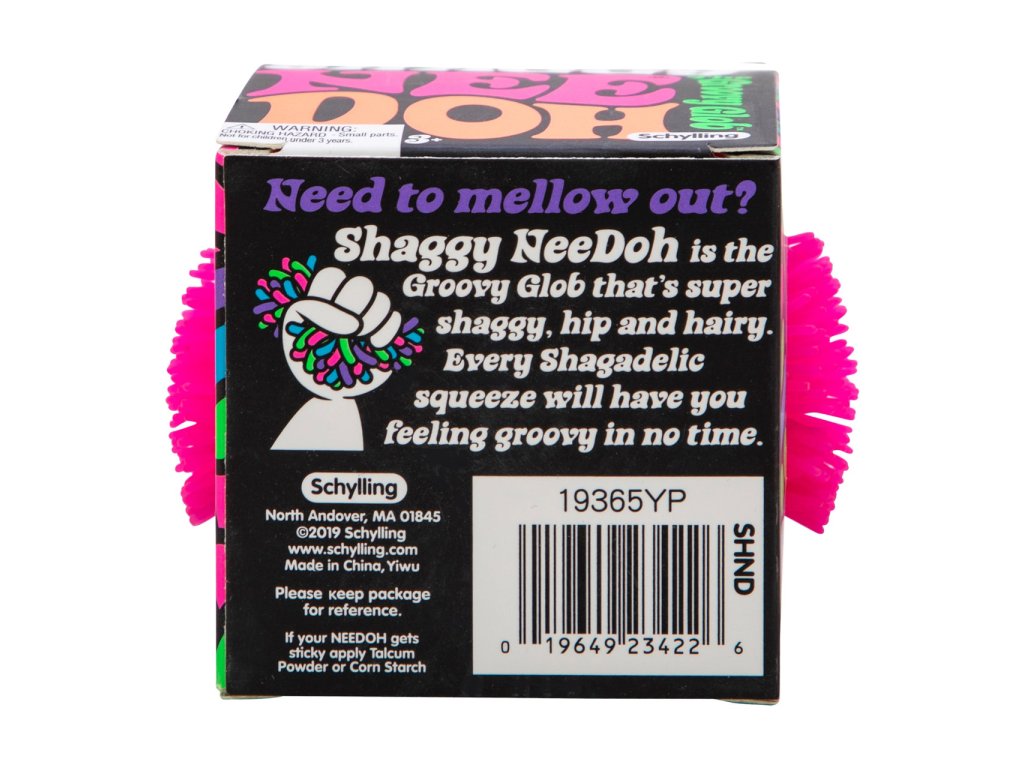 NEE
DOH
Groovy Glob
WARNING:
CHOKING HAZARD - Small parts.
Not for children under 3 years.
3+
Schylling
Need to mellow out?
Shaggy NeeDoh is the
Groovy Glob that's super
shaggy, hip and hairy.
Every Shagadelic
squeeze will have you
feeling groovy in no time.
Schylling
North Andover, MA 01845
©2019 Schylling
www.schylling.com
Made in China, Yiwu
Please keep package
for reference.
If your NEEDOH gets
sticky apply Talcum
Powder or Corn Starch
19365YP
SHND
0 19649 23422 6